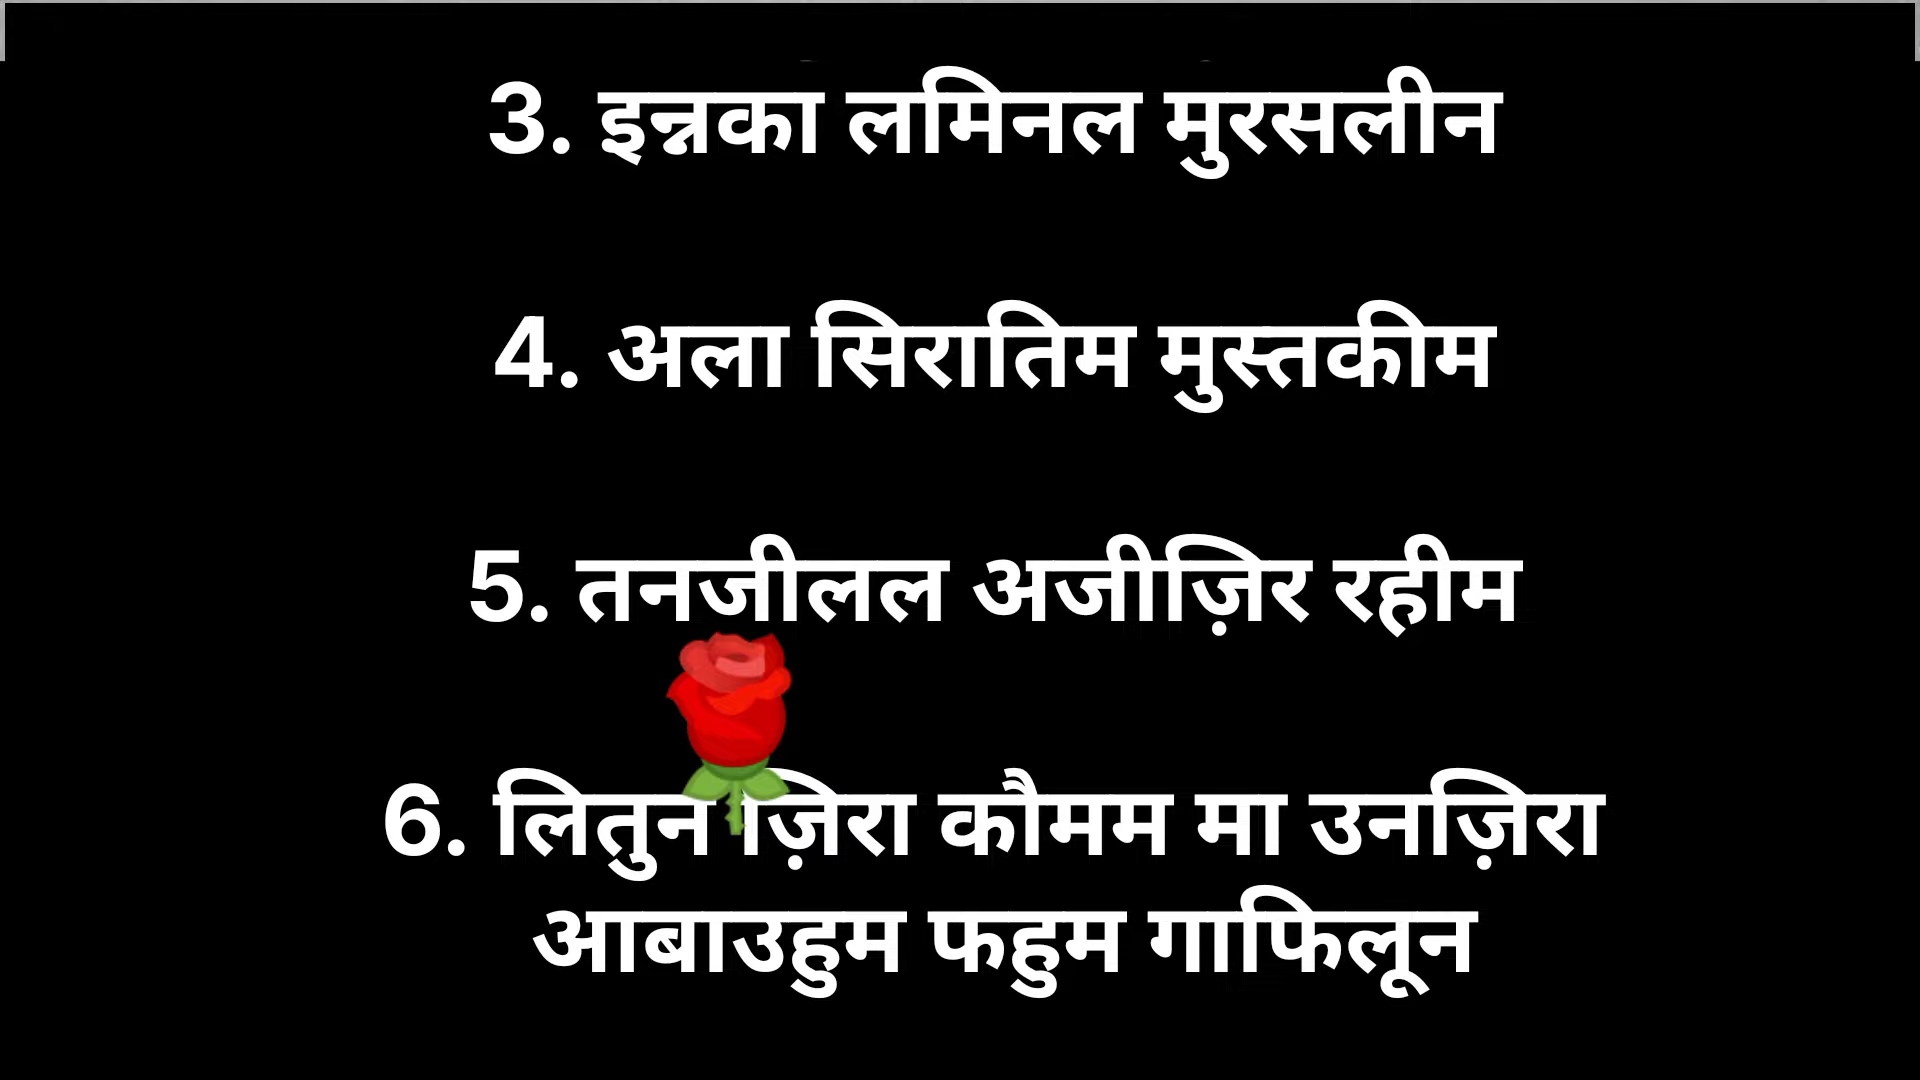 3. इन्नका लमिनल मुरसलीन
4. अला सिरातिम मुस्तकीम
5. तनजीलल अजीज़िर रहीम
6. लितुन ज़िरा कौमम मा उनज़िरा
आबाउहुम फहुम गाफिलून